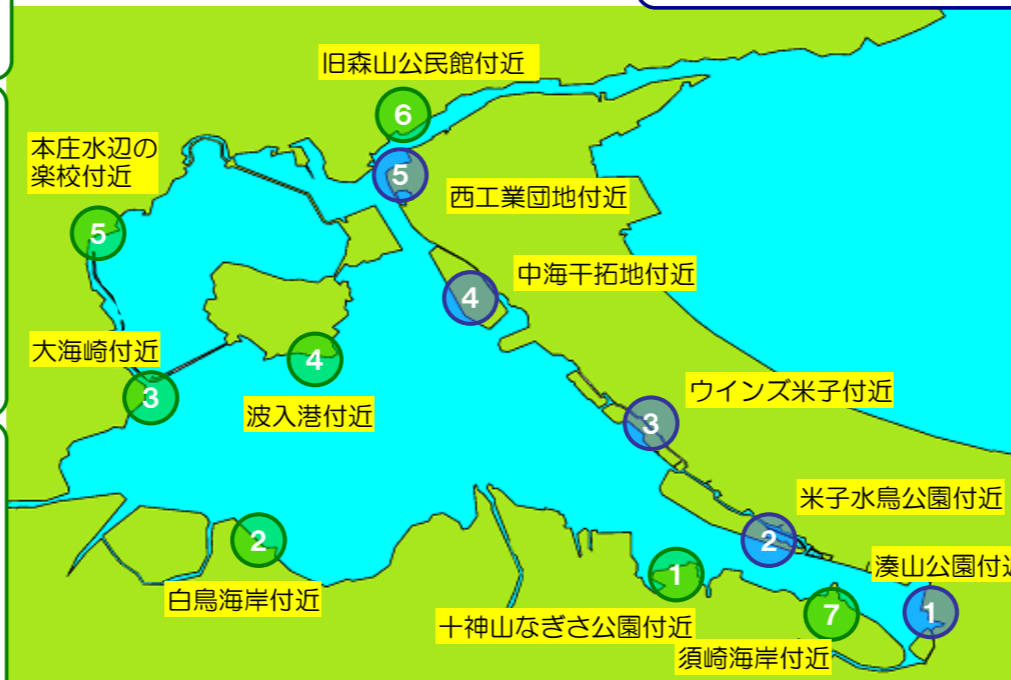 旧森山公民館付近
6
本庄水辺の
楽校付近
5
西工業団地付近
5
中海干拓地付近
4
大海崎付近
3
4
波入港付近
ウインズ米子付近
3
米子水鳥公園付近
2
2
白鳥海岸付近
湊山公園付近
1
1
十神山なぎさ公園付近
7
須崎海岸付近